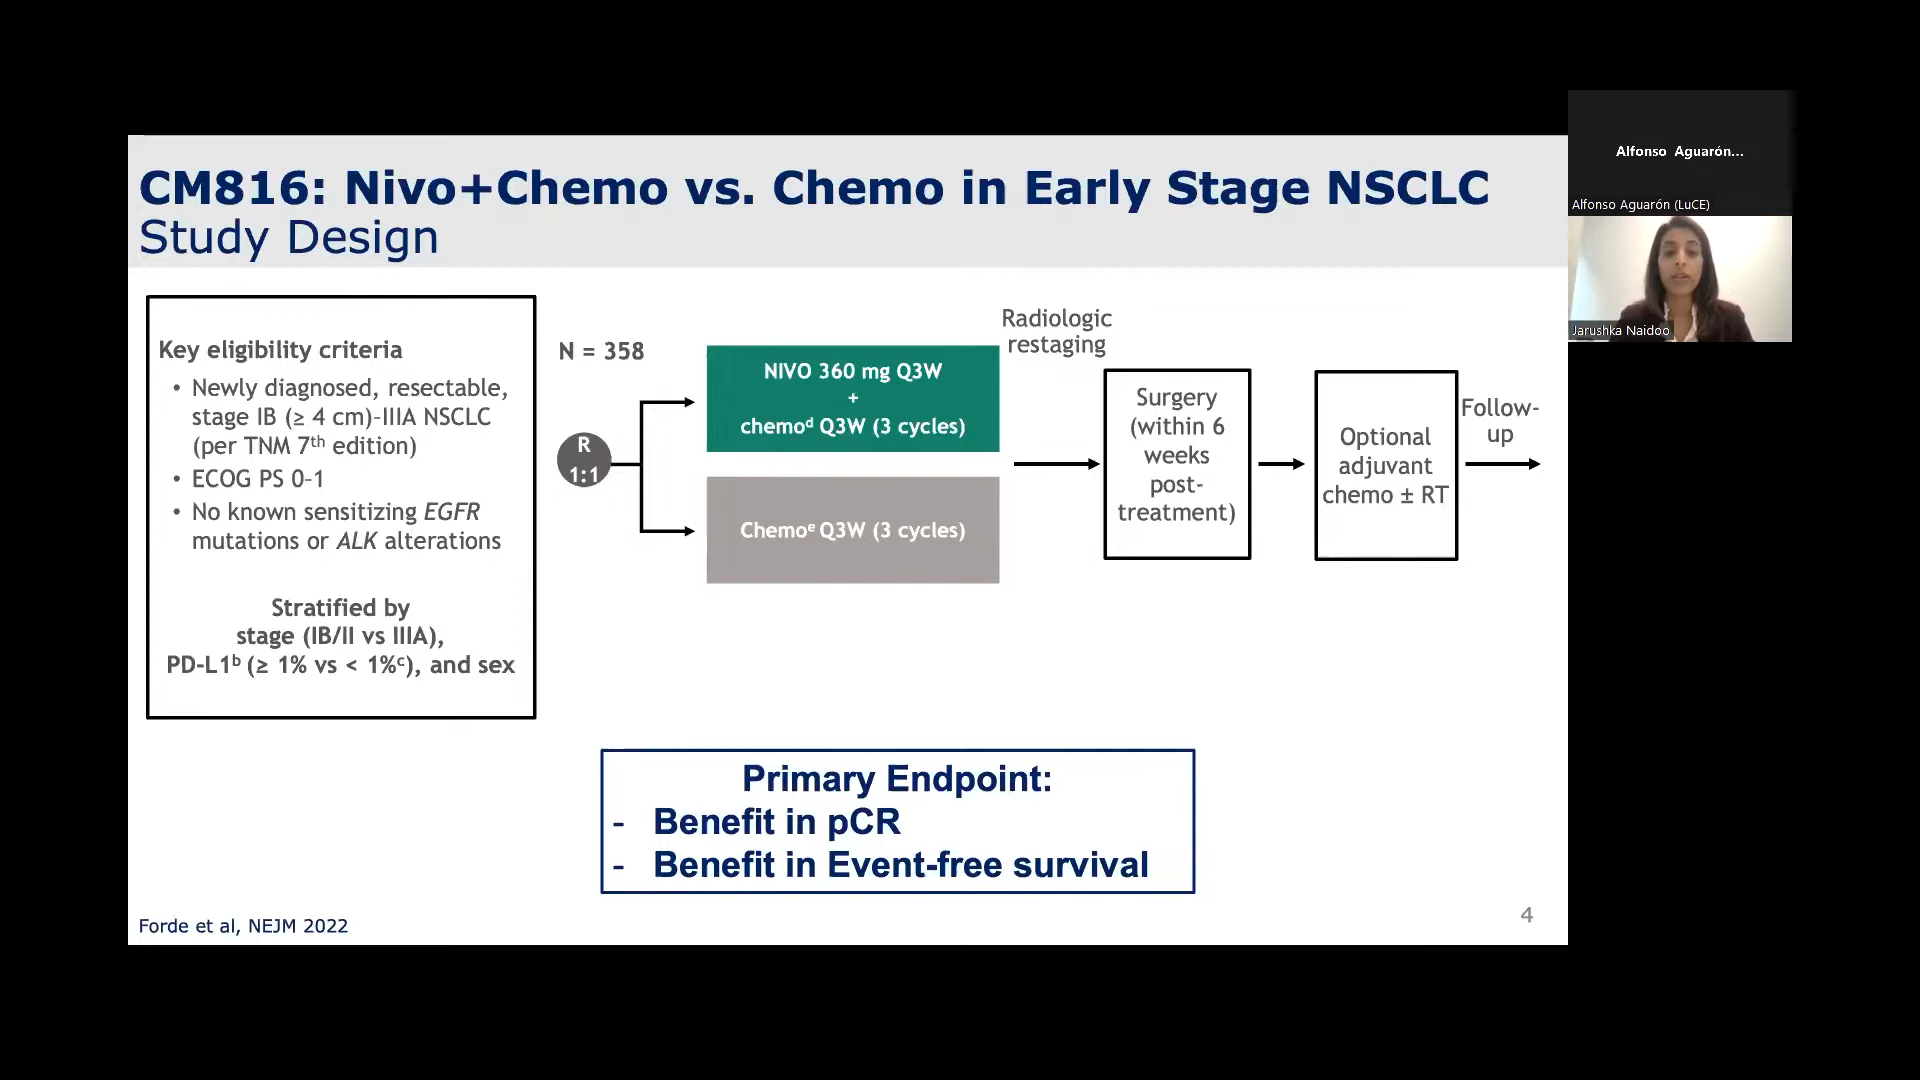 CM816: Nivo+Chemo vs. Chemo in Early Stage NSCLC
Study Design
Key eligibility criteria
• Newly diagnosed, resectable,
stage IB (≥ 4 cm)–IIIA NSCLC
(per TNM 7th edition)
• ECOG PS 0–1
• No known sensitizing EGFR
mutations or ALK alterations
Stratified by
stage (IB/II vs IIIA),
PD-L1ᵇ (≥ 1% vs < 1%ᶜ), and sex
N = 358
R
1:1
NIVO 360 mg Q3W
+
chemoᵈ Q3W (3 cycles)
Chemoᵉ Q3W (3 cycles)
Radiologic
restaging
Surgery
(within 6
weeks
post-
treatment)
Optional
adjuvant
chemo ± RT
Follow-
up
Primary Endpoint:
- Benefit in pCR
- Benefit in Event-free survival
Forde et al, NEJM 2022
4
Alfonso Aguarón...
Alfonso Aguarón (LuCE)
Jarushka Naidoo